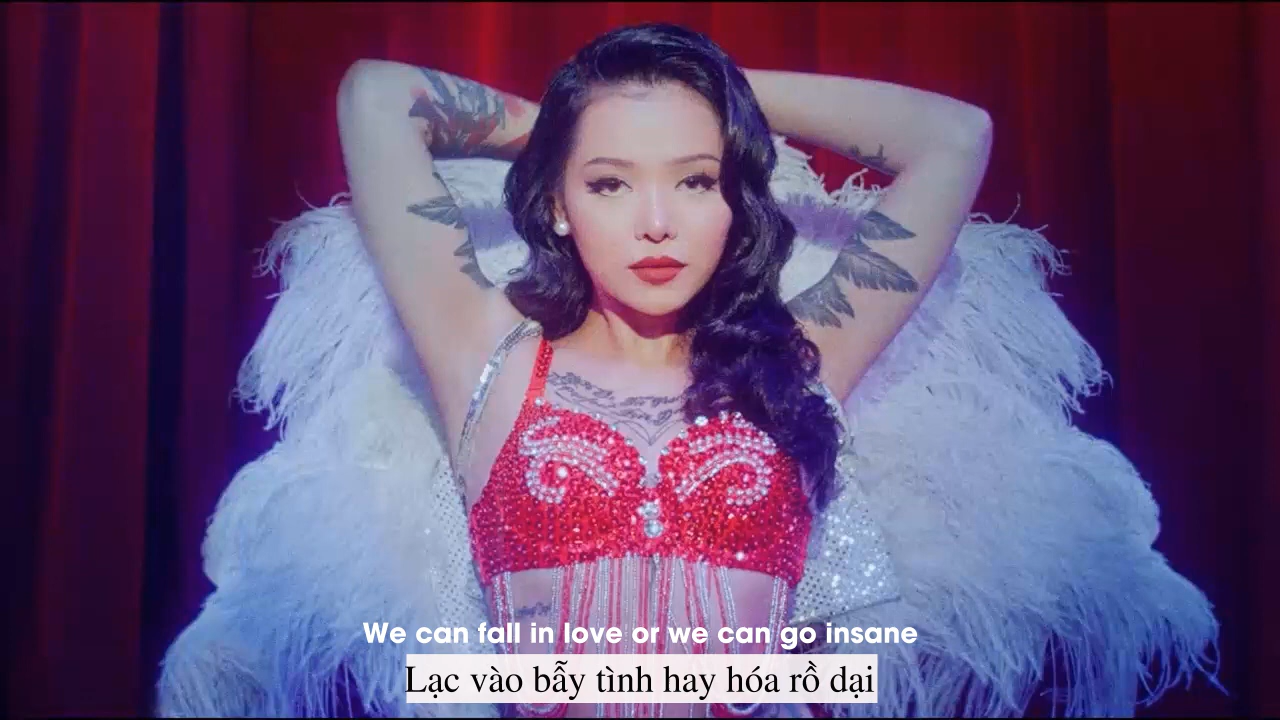 We can fall in love or we can go insane
Lạc vào bẫy tình hay hóa rồ dại